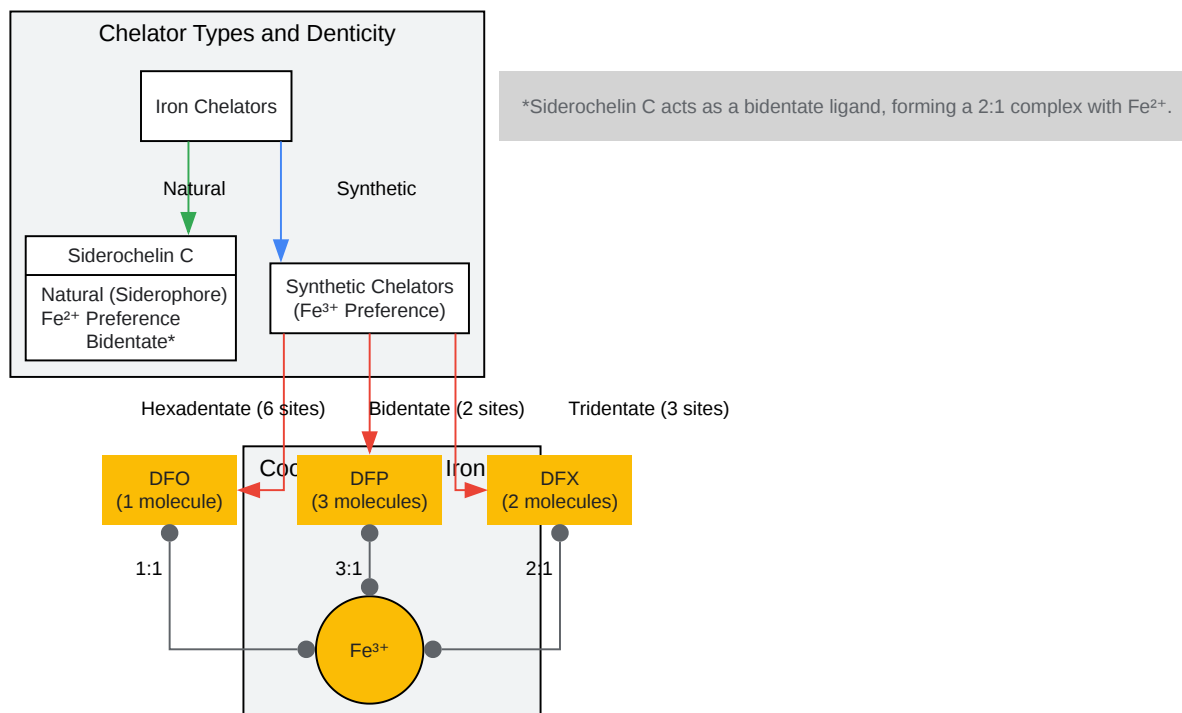 Chelator Types and Denticity
Iron Chelators
*Siderochelin C acts as a bidentate ligand, forming a 2:1 complex with Fe²⁺.
Natural
Synthetic
Siderochelin C
Natural (Siderophore)
Fe²⁺ Preference
Bidentate*
Synthetic Chelators
(Fe³⁺ Preference)
Hexadentate (6 sites)
Bidentate (2 sites)
Tridentate (3 sites)
Iron
DFO
(1 molecule)
DFP
(3 molecules)
DFX
(2 molecules)
1:1
3:1
2:1
Fe³⁺